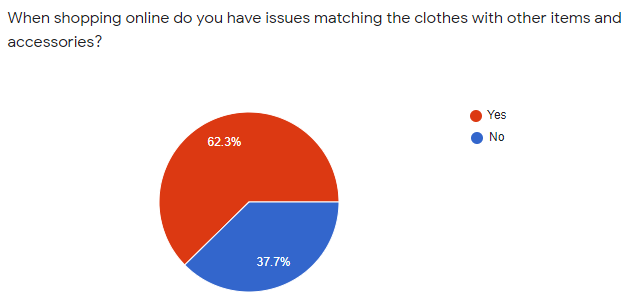 When shopping online do you have issues matching the clothes with other items and
accessories?
Yes
No
62.3%
37.7%